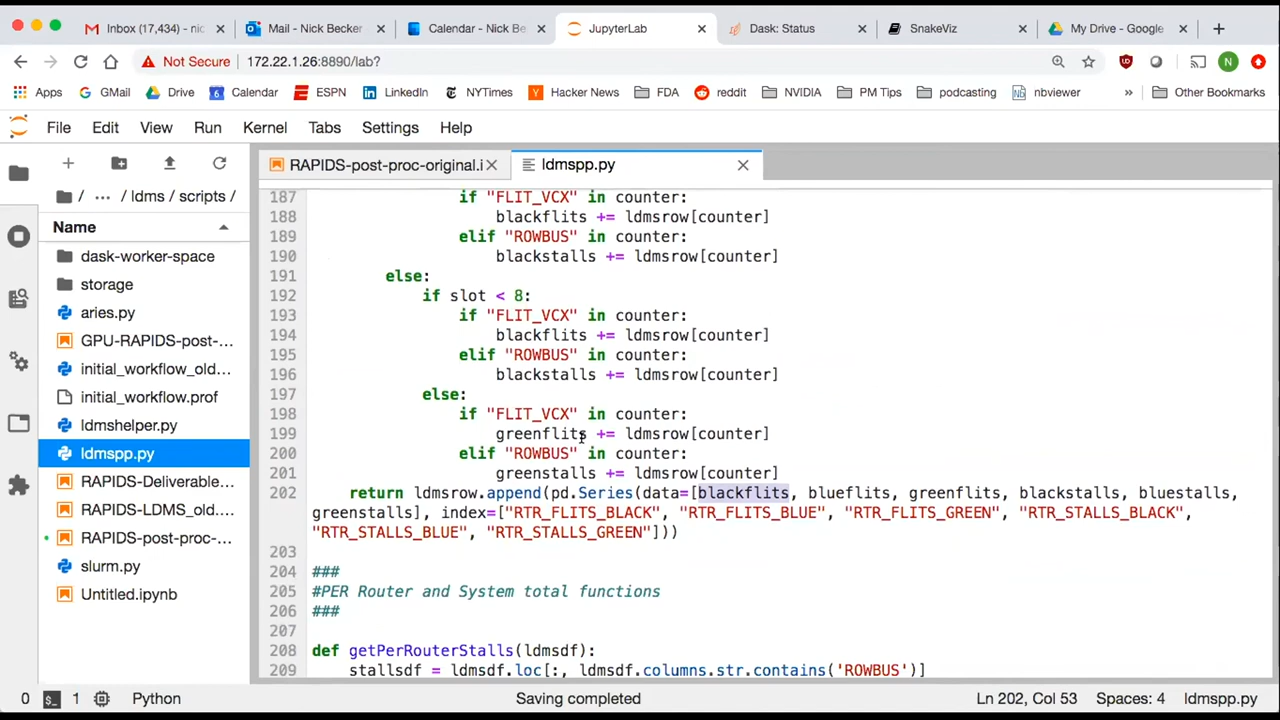 Inbox (17,434) - nic
Mail - Nick Becker
Calendar - Nick Be
JupyterLab
Dask: Status
SnakeViz
My Drive - Google
Not Secure 172.22.1.26:8890/lab?
N
Apps GMail Drive Calendar ESPN LinkedIn NYTimes Hacker News FDA reddit NVIDIA PM Tips podcasting nbviewer » Other Bookmarks
File Edit View Run Kernel Tabs Settings Help
RAPIDS-post-proc-original.i
ldmspp.py
/ ... / ldms / scripts /
Name
dask-worker-space
storage
aries.py
GPU-RAPIDS-post-...
initial_workflow_old...
initial_workflow.prof
ldmshelper.py
ldmspp.py
RAPIDS-Deliverable...
RAPIDS-LDMS_old....
RAPIDS-post-proc-...
slurm.py
Untitled.ipynb
187 if "FLIT_VCX" in counter:
188 blackflits += ldmsrow[counter]
189 elif "ROWBUS" in counter:
190 blackstalls += ldmsrow[counter]
191 else:
192 if slot < 8:
193 if "FLIT_VCX" in counter:
194 blackflits += ldmsrow[counter]
195 elif "ROWBUS" in counter:
196 blackstalls += ldmsrow[counter]
197 else:
198 if "FLIT_VCX" in counter:
199 greenflits += ldmsrow[counter]
200 elif "ROWBUS" in counter:
201 greenstalls += ldmsrow[counter]
202 return ldmsrow.append(pd.Series(data=[blackflits, blueflits, greenflits, blackstalls, bluestalls,
greenstalls], index=["RTR_FLITS_BLACK", "RTR_FLITS_BLUE", "RTR_FLITS_GREEN", "RTR_STALLS_BLACK",
"RTR_STALLS_BLUE", "RTR_STALLS_GREEN"]))
203
204 ###
205 #PER Router and System total functions
206 ###
207
208 def getPerRouterStalls(ldmsdf):
209 stallsdf = ldmsdf.loc[:, ldmsdf.columns.str.contains('ROWBUS')]
0 1 Python Saving completed Ln 202, Col 53 Spaces: 4 ldmspp.py